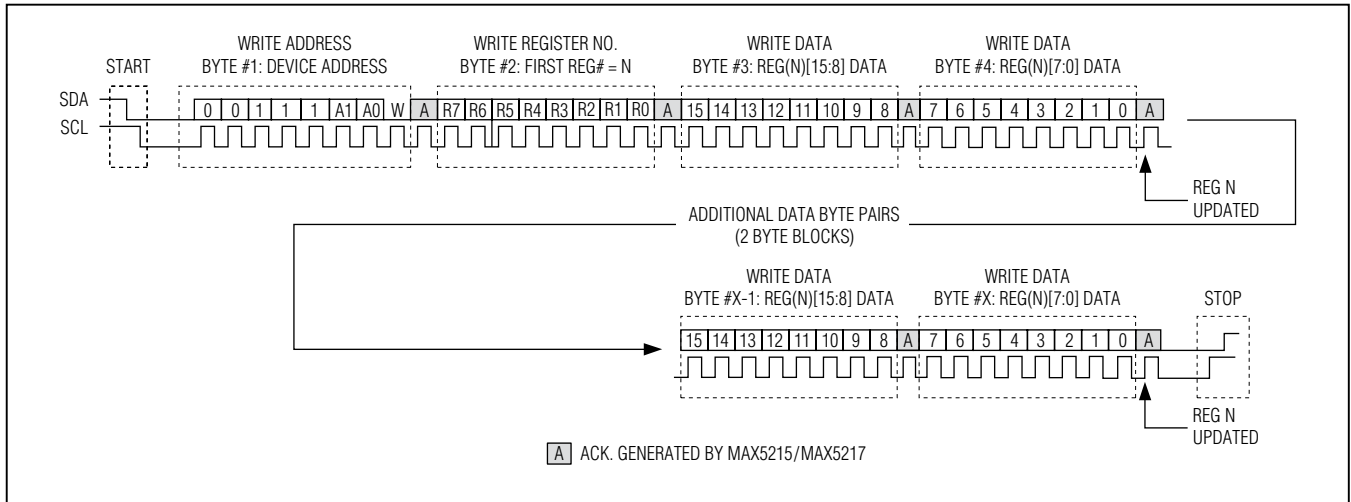 START
WRITE ADDRESS
BYTE #1: DEVICE ADDRESS
WRITE REGISTER NO.
BYTE #2: FIRST REG# = N
WRITE DATA
BYTE #3: REG(N)[15:8] DATA
WRITE DATA
BYTE #4: REG(N)[7:0] DATA
SDA
0 0 1 1 1 A1 A0 W A R7 R6 R5 R4 R3 R2 R1 R0 A 15 14 13 12 11 10 9 8 A 7 6 5 4 3 2 1 0 A
SCL
REG N
UPDATED
ADDITIONAL DATA BYTE PAIRS
(2 BYTE BLOCKS)
WRITE DATA
BYTE #X-1: REG(N)[15:8] DATA
WRITE DATA
BYTE #X: REG(N)[7:0] DATA
STOP
15 14 13 12 11 10 9 8 A 7 6 5 4 3 2 1 0 A
REG N
UPDATED
A ACK. GENERATED BY MAX5215/MAX5217